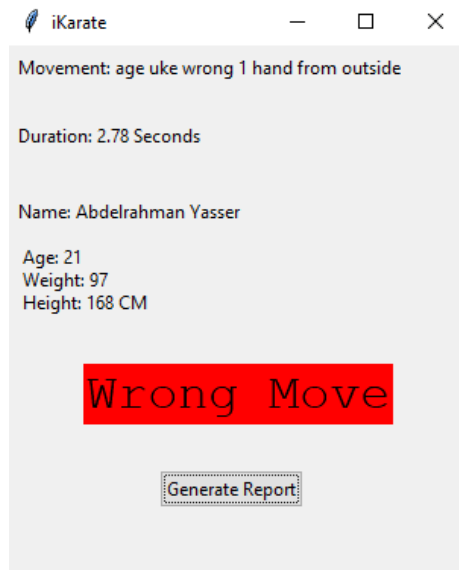 iKarate
Movement: age uke wrong 1 hand from outside
Duration: 2.78 Seconds
Name: Abdelrahman Yasser
Age: 21
Weight: 97
Height: 168 CM
Wrong Move
Generate Report